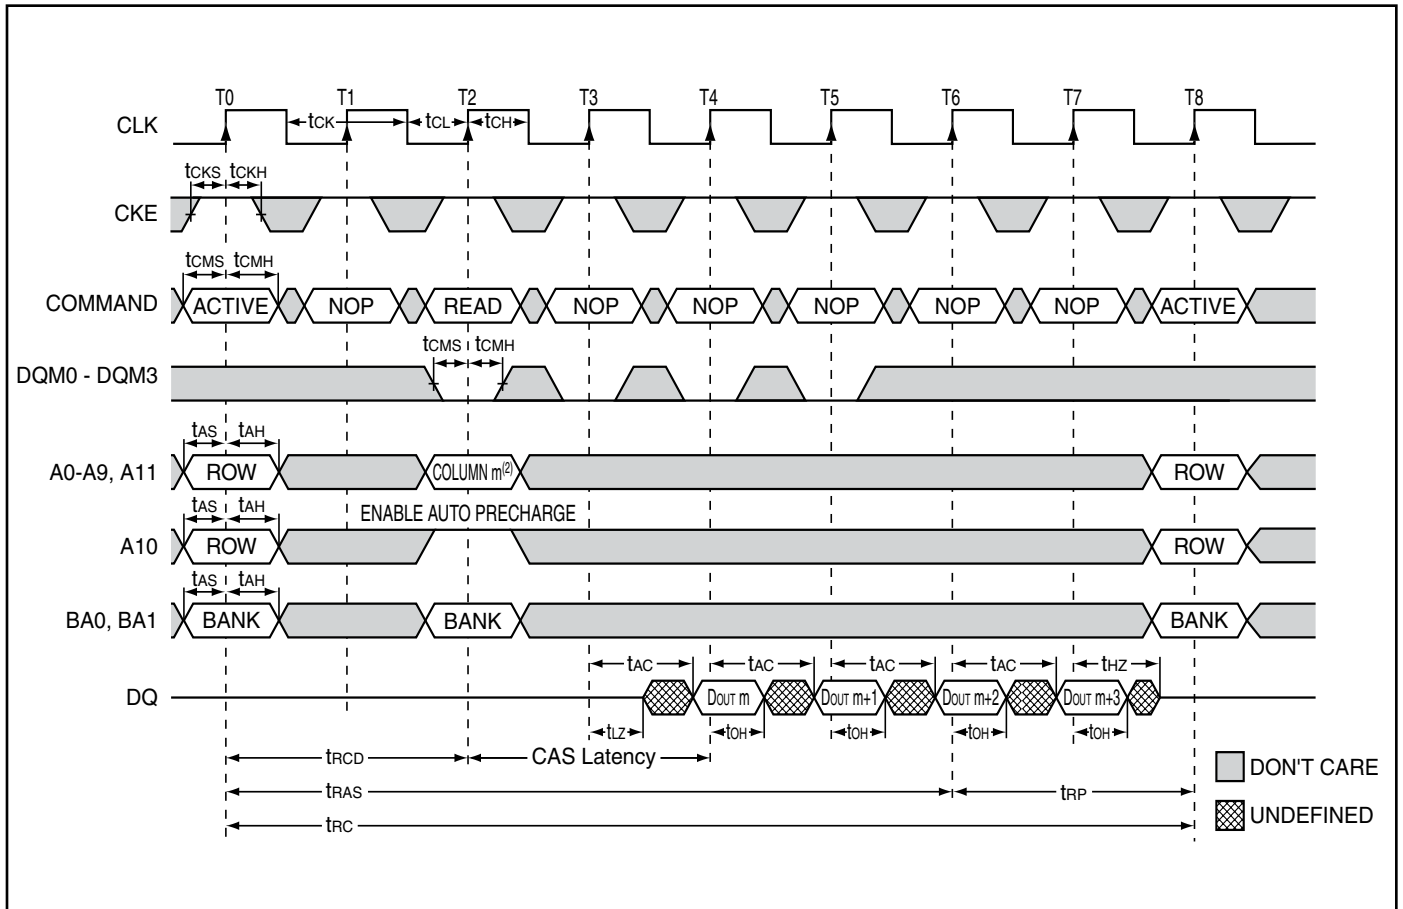 T0 T1 T2 T3 T4 T5 T6 T7 T8
CLK tCK tCL tCH
tCKS tCKH
CKE
tCMS tCMH
COMMAND ACTIVE NOP READ NOP NOP NOP NOP NOP ACTIVE
tCMS tCMH
DQM0 - DQM3
tAS tAH
A0-A9, A11 ROW COLUMN m(2) ROW
tAS tAH ENABLE AUTO PRECHARGE
A10 ROW ROW
tAS tAH
BA0, BA1 BANK BANK BANK
tAC tAC tAC tAC tHZ
DQ DOUT m DOUT m+1 DOUT m+2 DOUT m+3
tLZ tOH tOH tOH tOH
tRCD CAS Latency
DON'T CARE
tRAS tRP
UNDEFINED
tRC